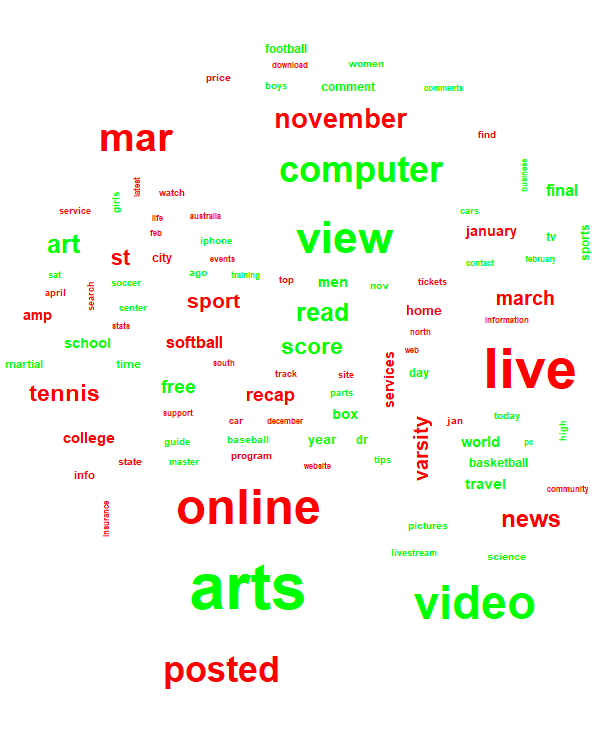 football
download
women
price
boys
comment
comments
november
mar
find
computer
business
latest
final
girls
watch
service
life
australia
cars
view
feb
january
tv
sports
art
iphone
st
city
events
contact
february
sat
ago
training
soccer
top
men
nov
tickets
april
search
march
sport
center
home
read
amp
information
stats
north
school
softball
score
web
martial
time
south
live
track
site
day
services
free
tennis
recap
parts
support
box
today
car
december
jan
high
varsity
college
guide
baseball
year
dr
world
pc
program
state
master
website
tips
basketball
info
travel
community
online
insurance
news
pictures
livestream
science
arts
video
posted